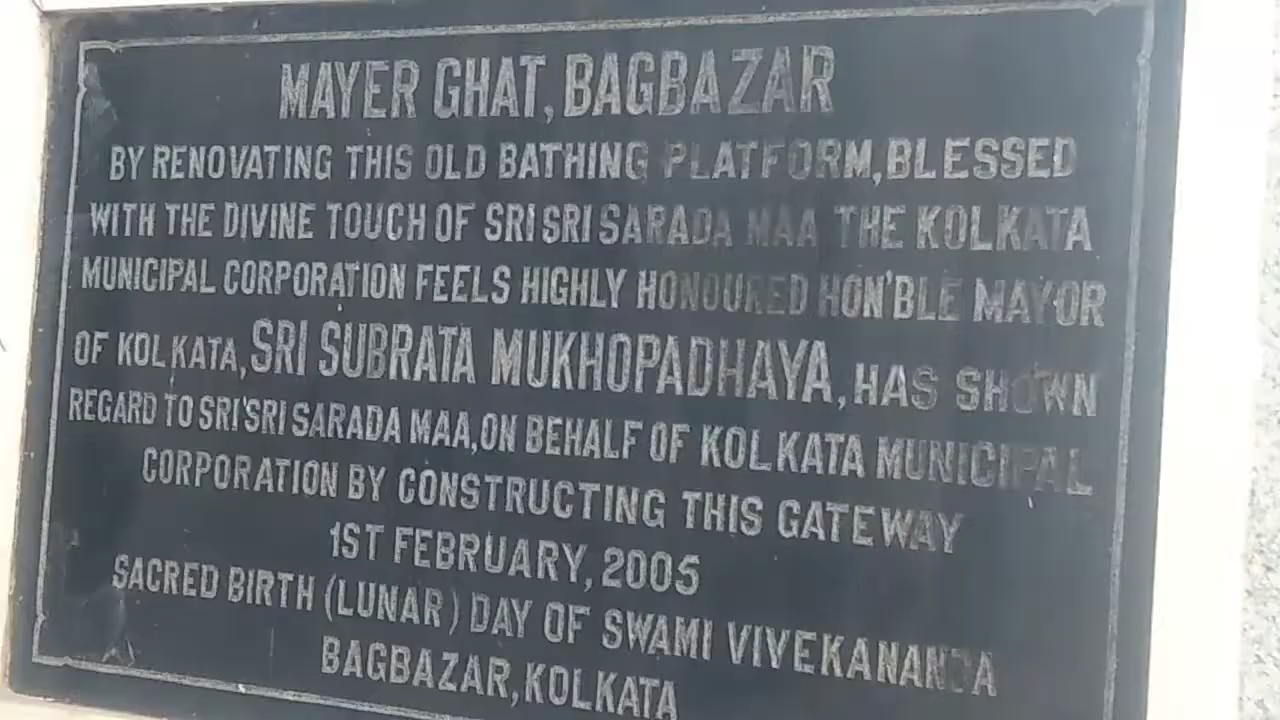 MAYER GHAT, BAGBAZAR
BY RENOVATING THIS OLD BATHING PLATFORM, BLESSED
WITH THE DIVINE TOUCH OF SRI SRI SARADA MAA THE KOLKATA
MUNICIPAL CORPORATION FEELS HIGHLY HONOURED HON'BLE MAYOR
OF KOLKATA, SRI SUBRATA MUKHOPADHAYA, HAS SHOWN
REGARD TO SRI SRI SARADA MAA, ON BEHALF OF KOLKATA MUNICIPAL
CORPORATION BY CONSTRUCTING THIS GATEWAY
1ST FEBRUARY, 2005
SACRED BIRTH (LUNAR) DAY OF SWAMI VIVEKANANDA
BAGBAZAR, KOLKATA